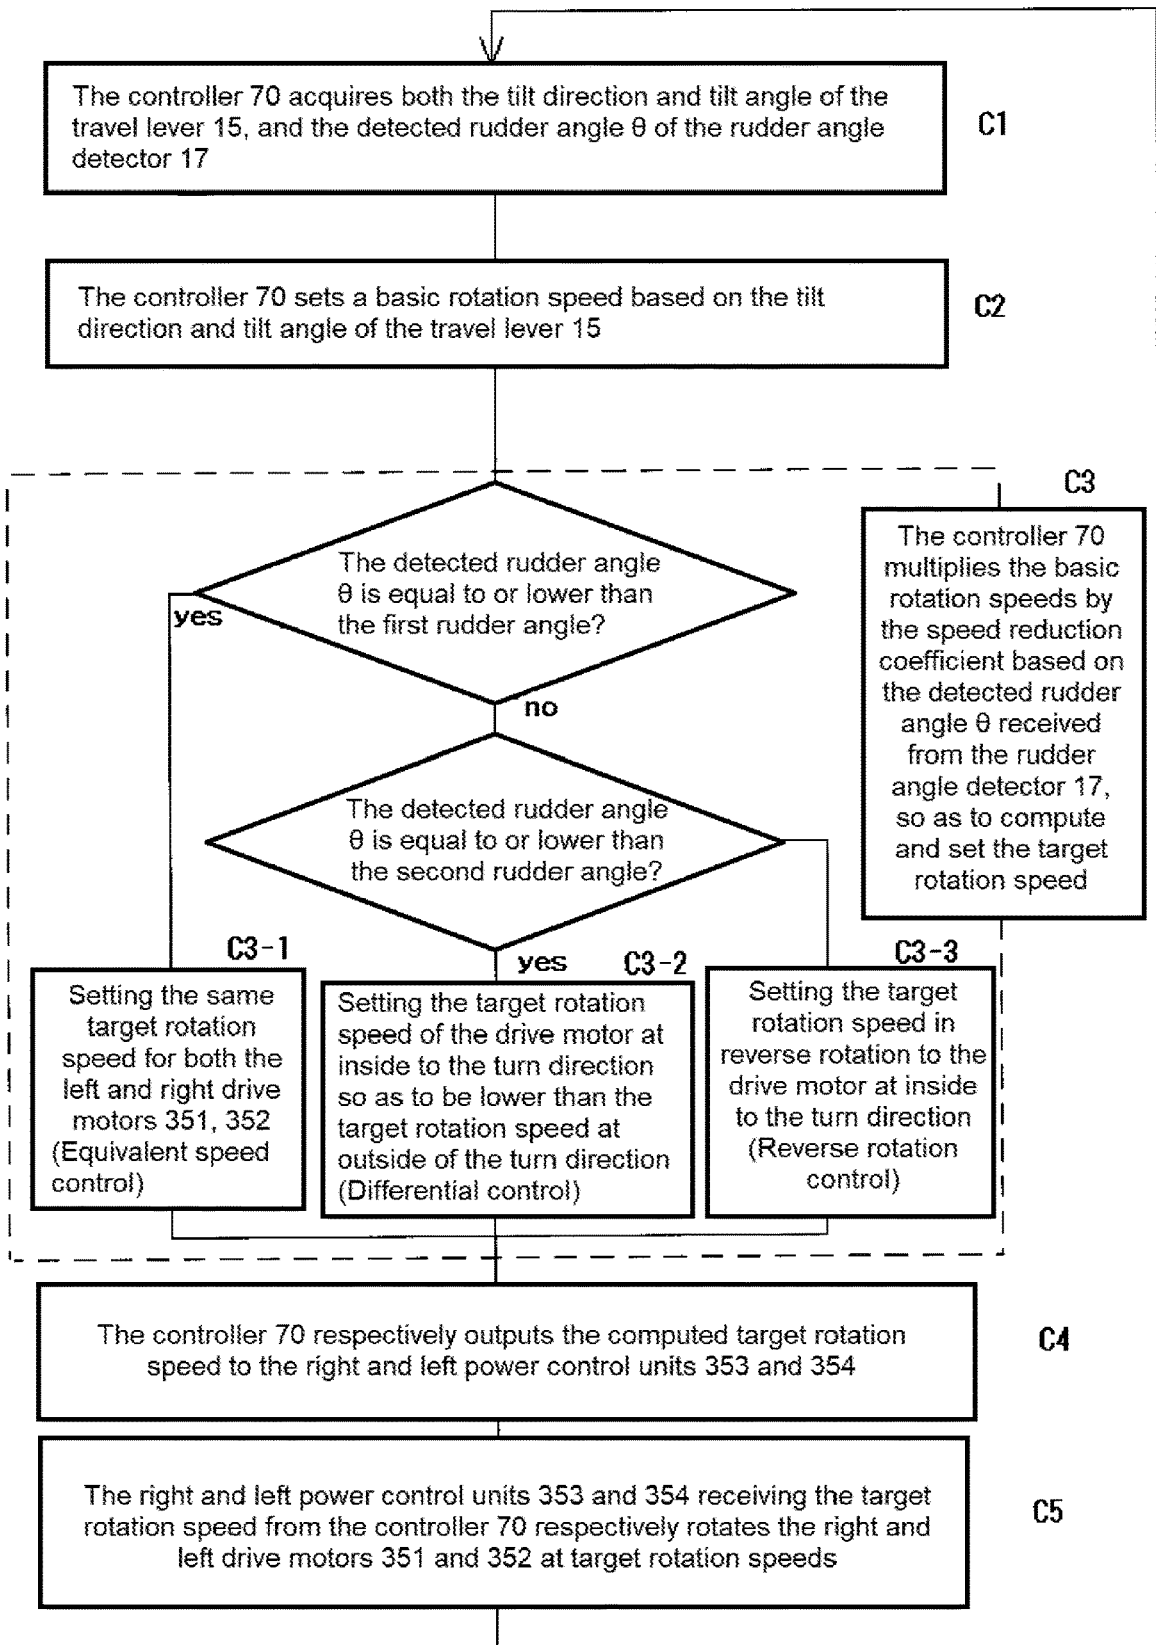 The controller 70 acquires both the tilt direction and tilt angle of the
travel lever 15, and the detected rudder angle θ of the rudder angle
detector 17
C1
The controller 70 sets a basic rotation speed based on the tilt
direction and tilt angle of the travel lever 15
C2
C3
The controller 70
multiplies the basic
rotation speeds by
the speed reduction
coefficient based on
the detected rudder
angle θ received
from the rudder
angle detector 17,
so as to compute
and set the target
rotation speed
The detected rudder angle
θ is equal to or lower than
the first rudder angle?
yes
no
The detected rudder angle
θ is equal to or lower than
the second rudder angle?
yes
C3-1
Setting the same
target rotation
speed for both the
left and right drive
motors 351, 352
(Equivalent speed
control)
C3-2
Setting the target rotation
speed of the drive motor at
inside to the turn direction
so as to be lower than the
target rotation speed at
outside of the turn direction
(Differential control)
C3-3
Setting the target
rotation speed in
reverse rotation to the
drive motor at inside
to the turn direction
(Reverse rotation
control)
The controller 70 respectively outputs the computed target rotation
speed to the right and left power control units 353 and 354
C4
The right and left power control units 353 and 354 receiving the target
rotation speed from the controller 70 respectively rotates the right and
left drive motors 351 and 352 at target rotation speeds
C5